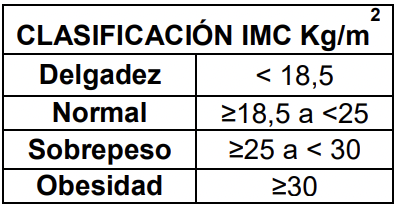 CLASIFICACIÓN IMC Kg/m²
Delgadez < 18,5
Normal ≥18,5 a <25
Sobrepeso ≥25 a < 30
Obesidad ≥30